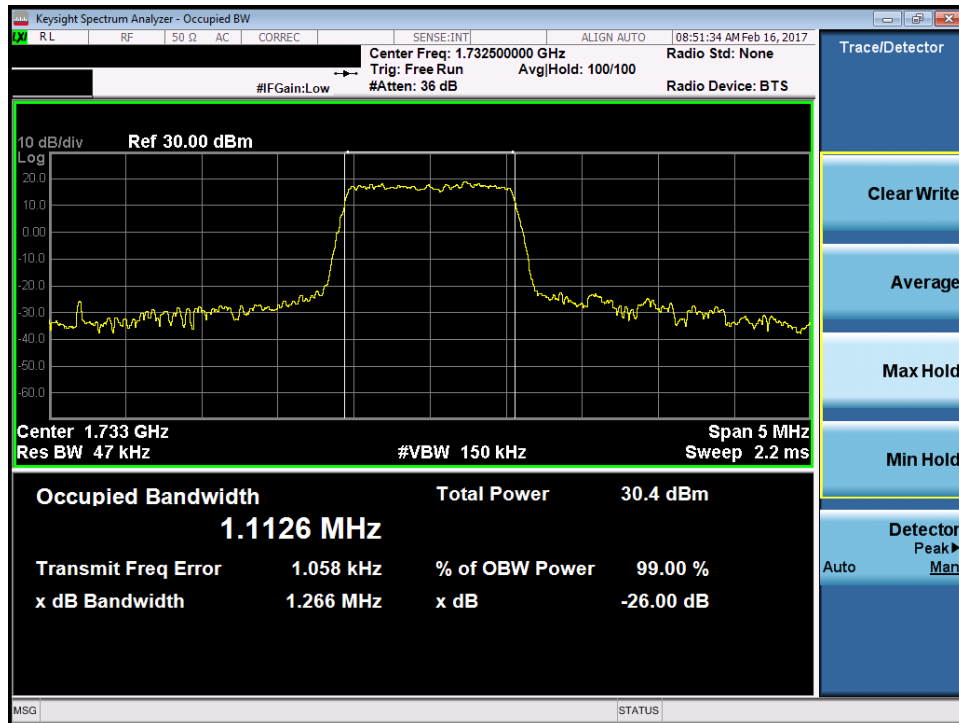 Keysight Spectrum Analyzer - Occupied BW
LXI RL RF 50 Ω AC CORREC SENSE:INT ALIGN AUTO 08:51:34 AM Feb 16, 2017
Center Freq: 1.732500000 GHz Radio Std: None
Trig: Free Run Avg|Hold: 100/100
#IFGain:Low #Atten: 36 dB Radio Device: BTS
10 dB/div Ref 30.00 dBm
Log
20.0
10.0
0.00
-10.0
-20.0
-30.0
-40.0
-50.0
-60.0
Center 1.733 GHz Span 5 MHz
Res BW 47 kHz #VBW 150 kHz Sweep 2.2 ms
Occupied Bandwidth Total Power 30.4 dBm
1.1126 MHz
Transmit Freq Error 1.058 kHz % of OBW Power 99.00 %
x dB Bandwidth 1.266 MHz x dB -26.00 dB
MSG STATUS
Trace/Detector
Clear Write
Average
Max Hold
Min Hold
Detector
Peak▶
Auto Man